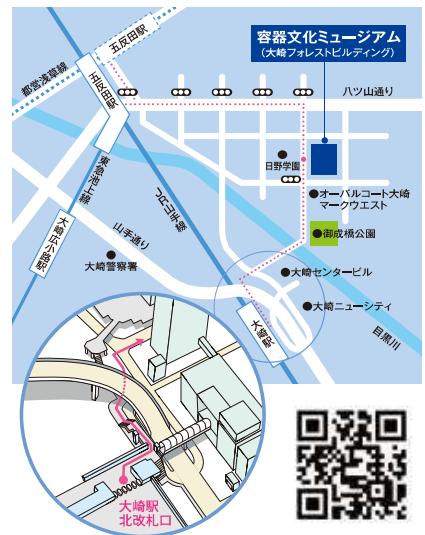 五反田駅
都営浅草線
五反田駅
容器文化ミュージアム
(大崎フォレストビルディング)
八ツ山通り
日野学園
東急池上線
JR山手線
オーバルコート大崎
マークウエスト
大崎広小路駅
山手通り
御成橋公園
大崎警察署
大崎センタービル
大崎ニューシティ
大崎駅
目黒川
大崎駅
北改札口